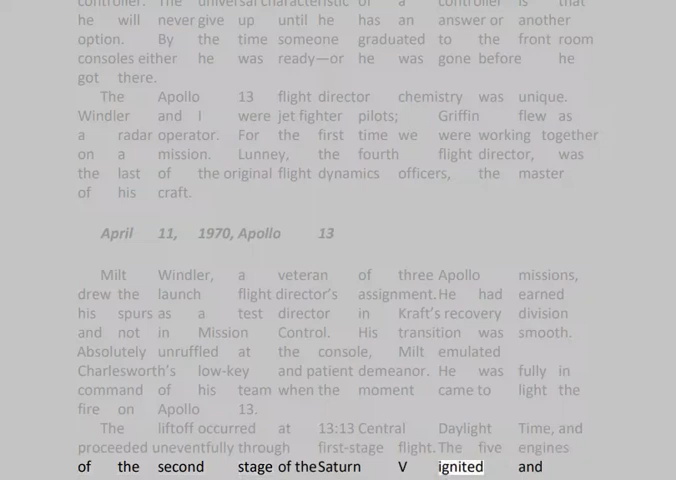 controller. The universal characteristic of a controller is that
he will never give up until he has an answer or another
option. By the time someone graduated to the front room
consoles either he was ready—or he was gone before he
got there.
The Apollo 13 flight director chemistry was unique.
Windler and I were jet fighter pilots; Griffin flew as
a radar operator. For the first time we were working together
on a mission. Lunney, the fourth flight director, was
the last of the original flight dynamics officers, the master
of his craft.
April 11, 1970, Apollo 13
Milt Windler, a veteran of three Apollo missions,
drew the launch flight director’s assignment. He had earned
his spurs as a test director in Kraft’s recovery division
and not in Mission Control. His transition was smooth.
Absolutely unruffled at the console, Milt emulated
Charlesworth's low-key and patient demeanor. He was fully in
command of his team when the moment came to light the
fire on Apollo 13.
The liftoff occurred at 13:13 Central Daylight Time, and
proceeded uneventfully through first-stage flight. The five engines
of the second stage of the Saturn V ignited and